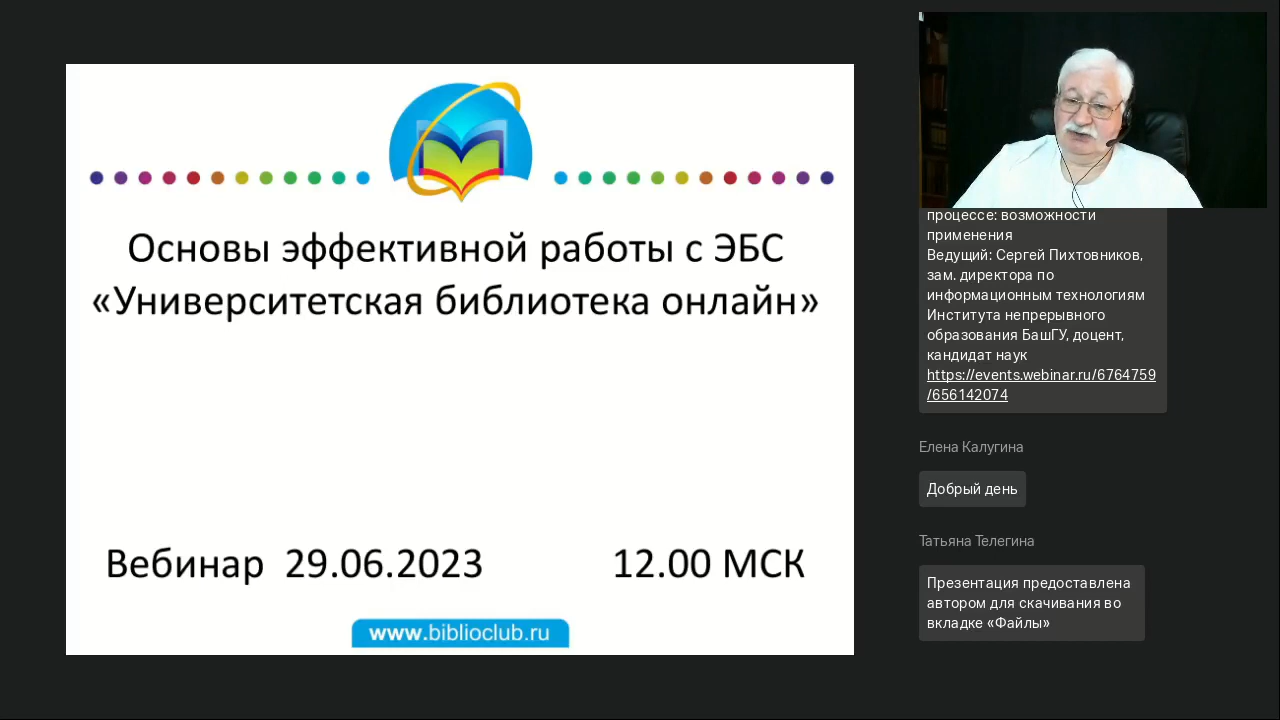 Основы эффективной работы с ЭБС
«Университетская библиотека онлайн»
Вебинар 29.06.2023 12.00 МСК
www.biblioclub.ru
процессе: возможности
применения
Ведущий: Сергей Пихтовников,
зам. директора по
информационным технологиям
Института непрерывного
образования БашГУ, доцент,
кандидат наук
https://events.webinar.ru/6764759
/656142074
Елена Калугина
Добрый день
Татьяна Телегина
Презентация предоставлена
автором для скачивания во
вкладке «Файлы»